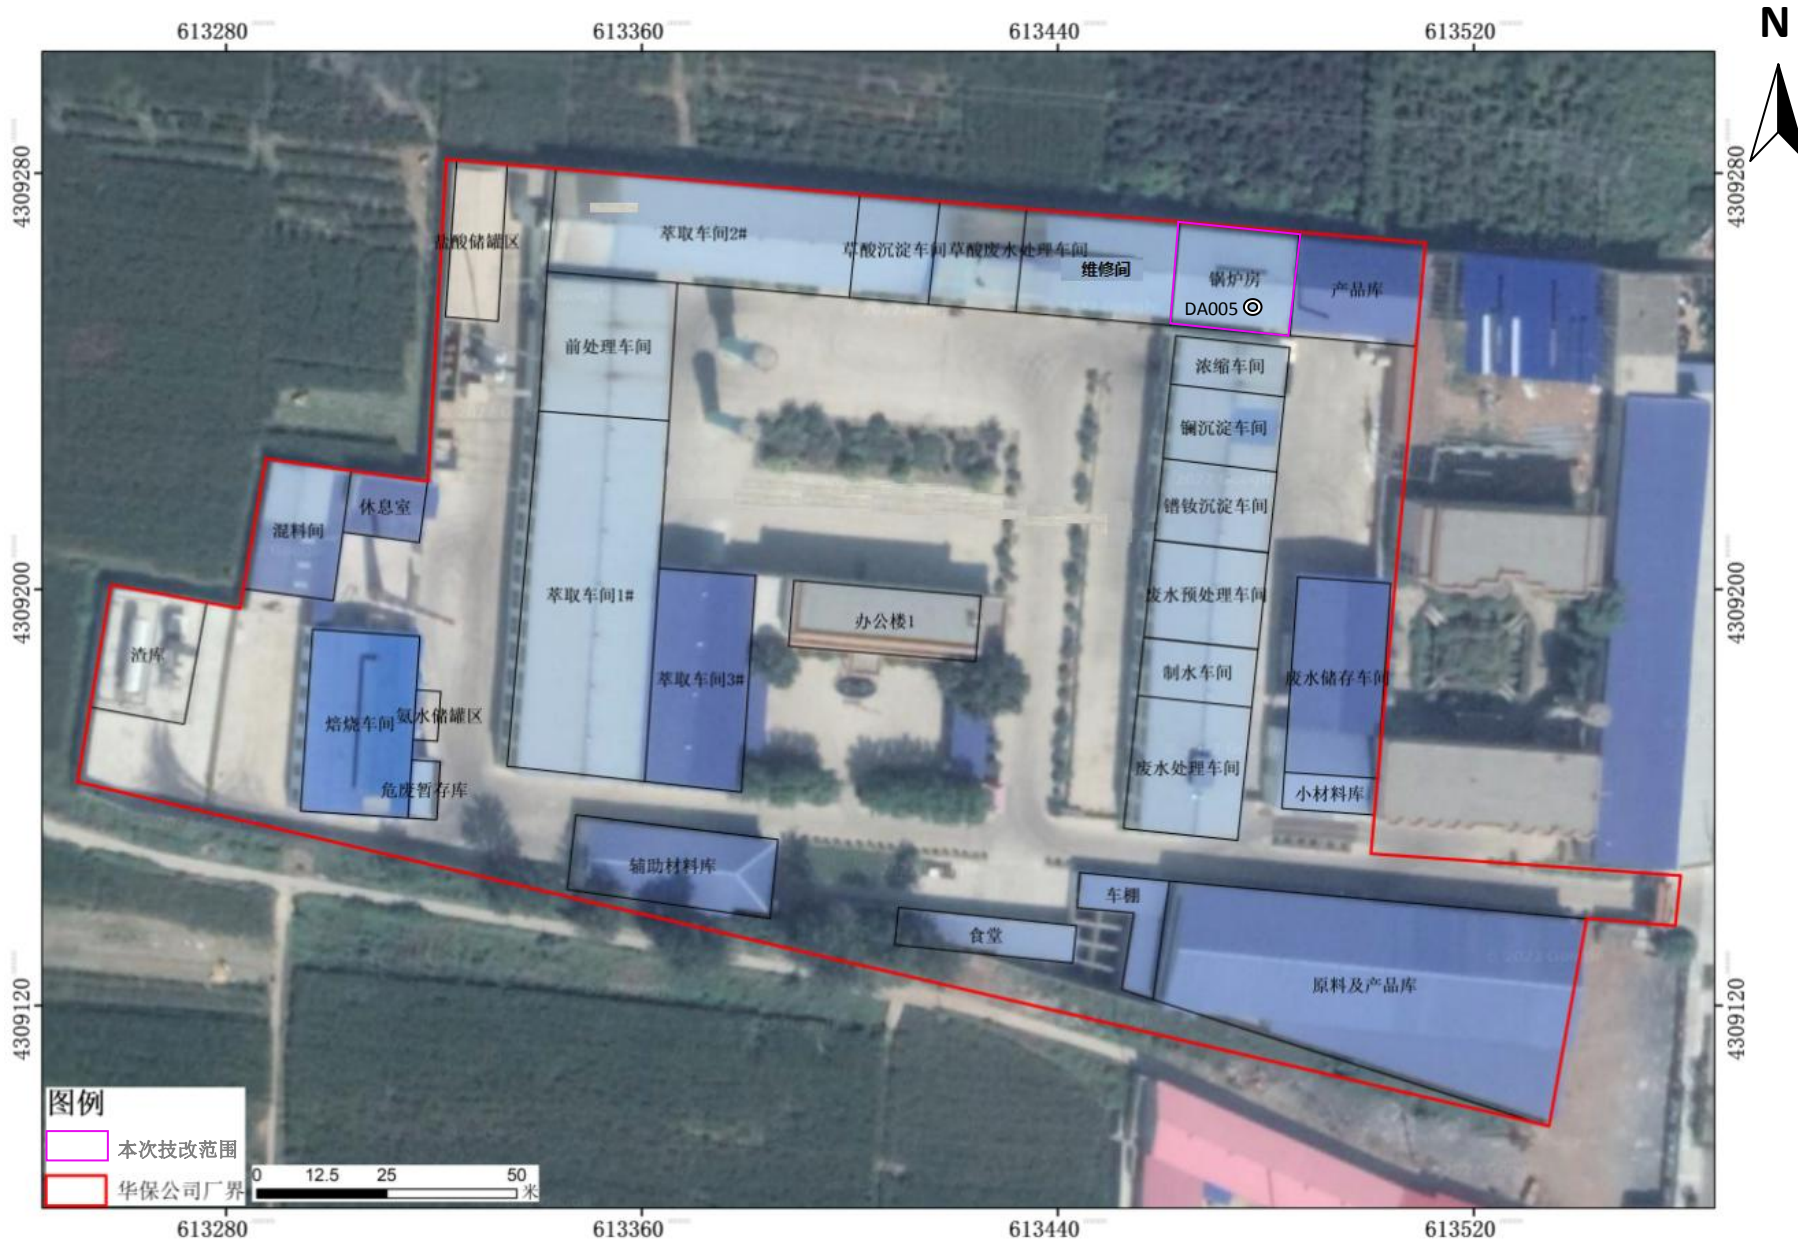 613280
613360
613440
613520
N
4309280
4309280
盐酸储罐区
萃取车间2#
草酸沉淀车间
草酸废水处理车间
维修间
锅炉房
DA005
产品库
前处理车间
浓缩车间
镧沉淀车间
镨钕沉淀车间
休息室
混料间
4309200
4309200
萃取车间1#
废水预处理车间
办公楼1
渣库
萃取车间3#
制水车间
废水储存车间
焙烧车间
氨水储罐区
废水处理车间
危废暂存库
小材料库
辅助材料库
车棚
食堂
原料及产品库
4309120
4309120
图例
本次技改范围
华保公司厂界
0 12.5 25 50
米
613280
613360
613440
613520